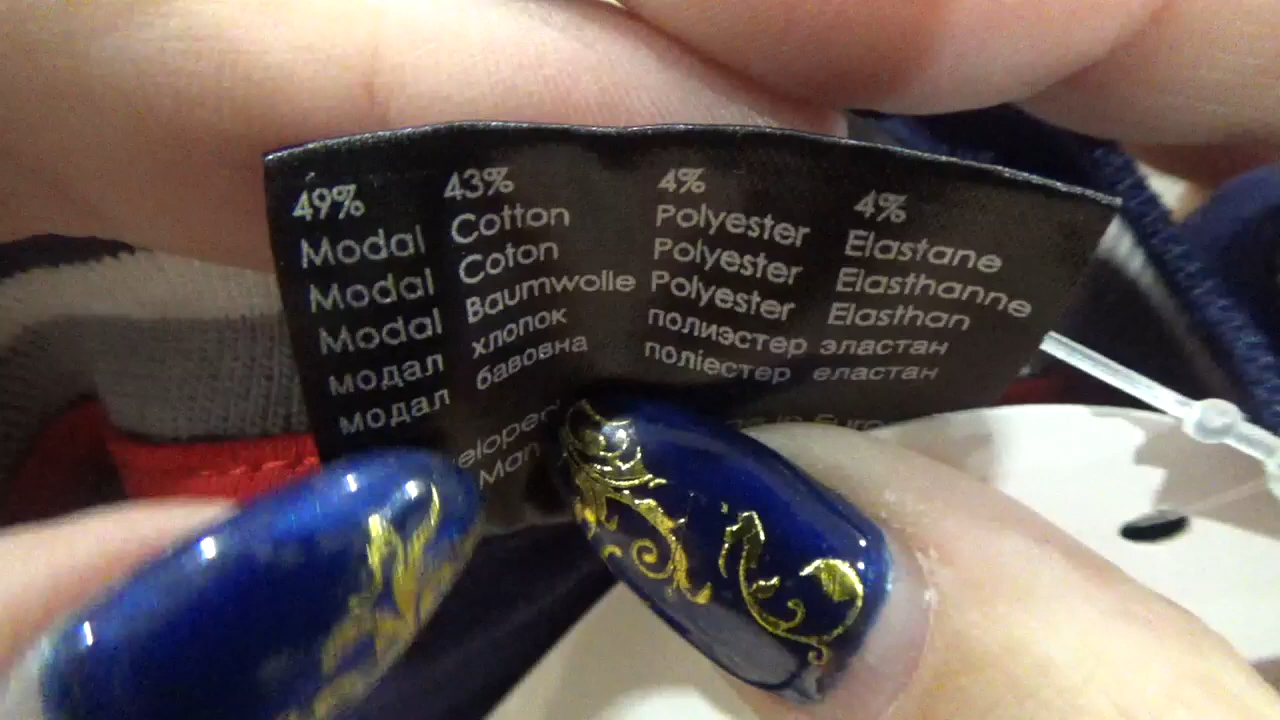 49%
Modal
Modal
Modal
модал
модал
43%
Cotton
Coton
Baumwolle
хлопок
бавовна
4%
Polyester
Polyester
Polyester
полиэстер
поліестер
4%
Elastane
Elasthanne
Elasthan
эластан
еластан